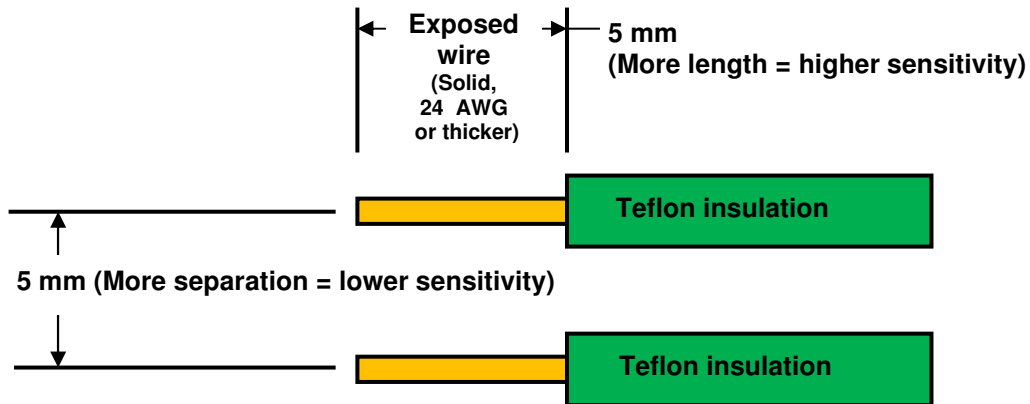 Exposed
wire
(Solid,
24 AWG
or thicker)
5 mm
(More length = higher sensitivity)
Teflon insulation
5 mm (More separation = lower sensitivity)
Teflon insulation